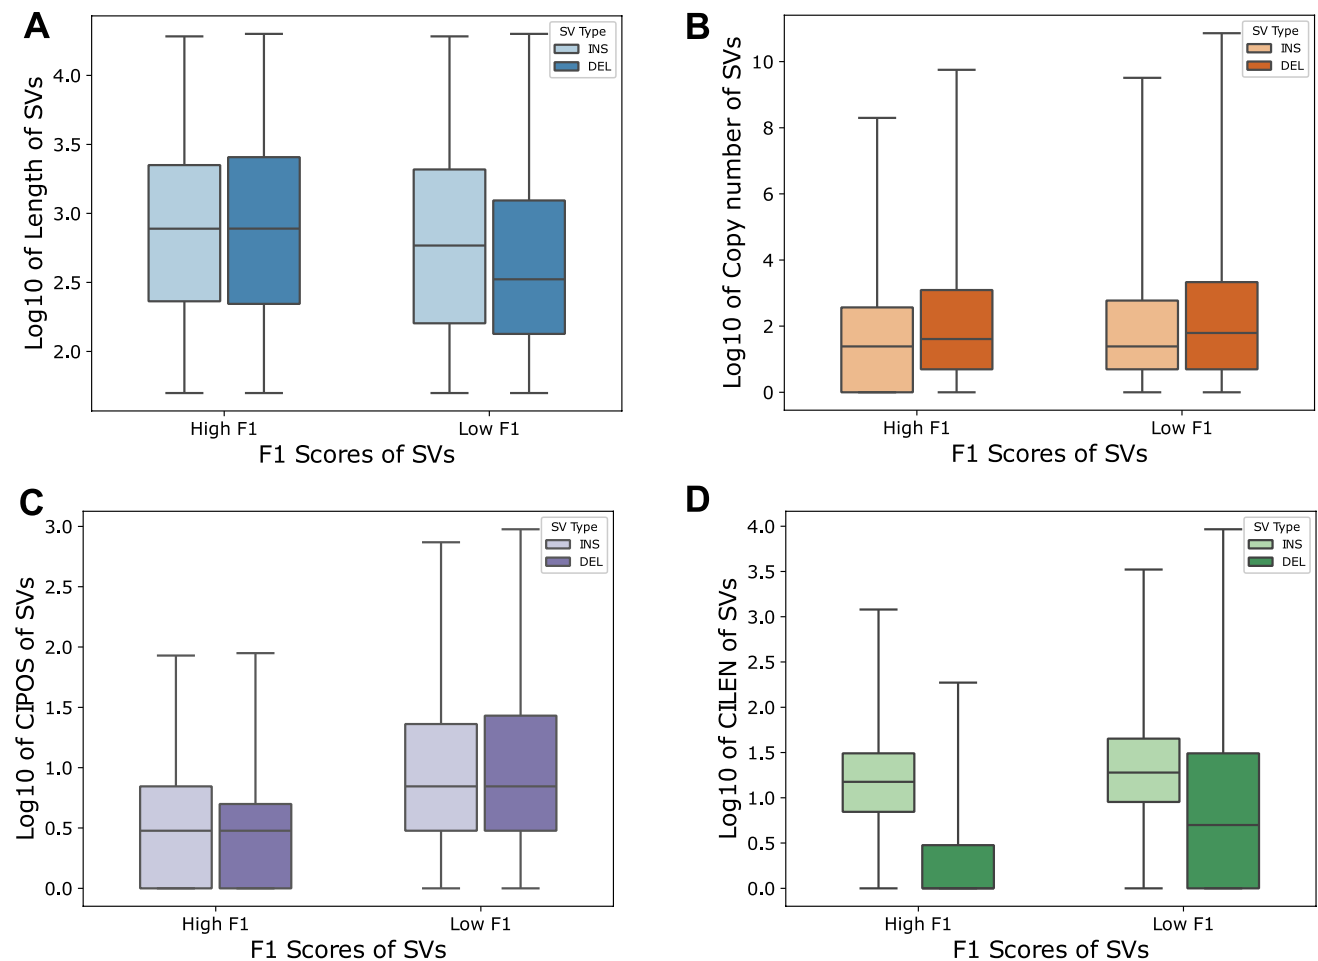 A
Log10 of Length of SVs
4.0
3.5
3.0
2.5
2.0
SV Type
INS
DEL
High F1
Low F1
F1 Scores of SVs
B
Log10 of Copy number of SVs
10
8
6
4
2
0
SV Type
INS
DEL
High F1
Low F1
F1 Scores of SVs
C
Log10 of CIPOS of SVs
3.0
2.5
2.0
1.5
1.0
0.5
0.0
SV Type
INS
DEL
High F1
Low F1
F1 Scores of SVs
D
Log10 of CILEN of SVs
4.0
3.5
3.0
2.5
2.0
1.5
1.0
0.5
0.0
SV Type
INS
DEL
High F1
Low F1
F1 Scores of SVs